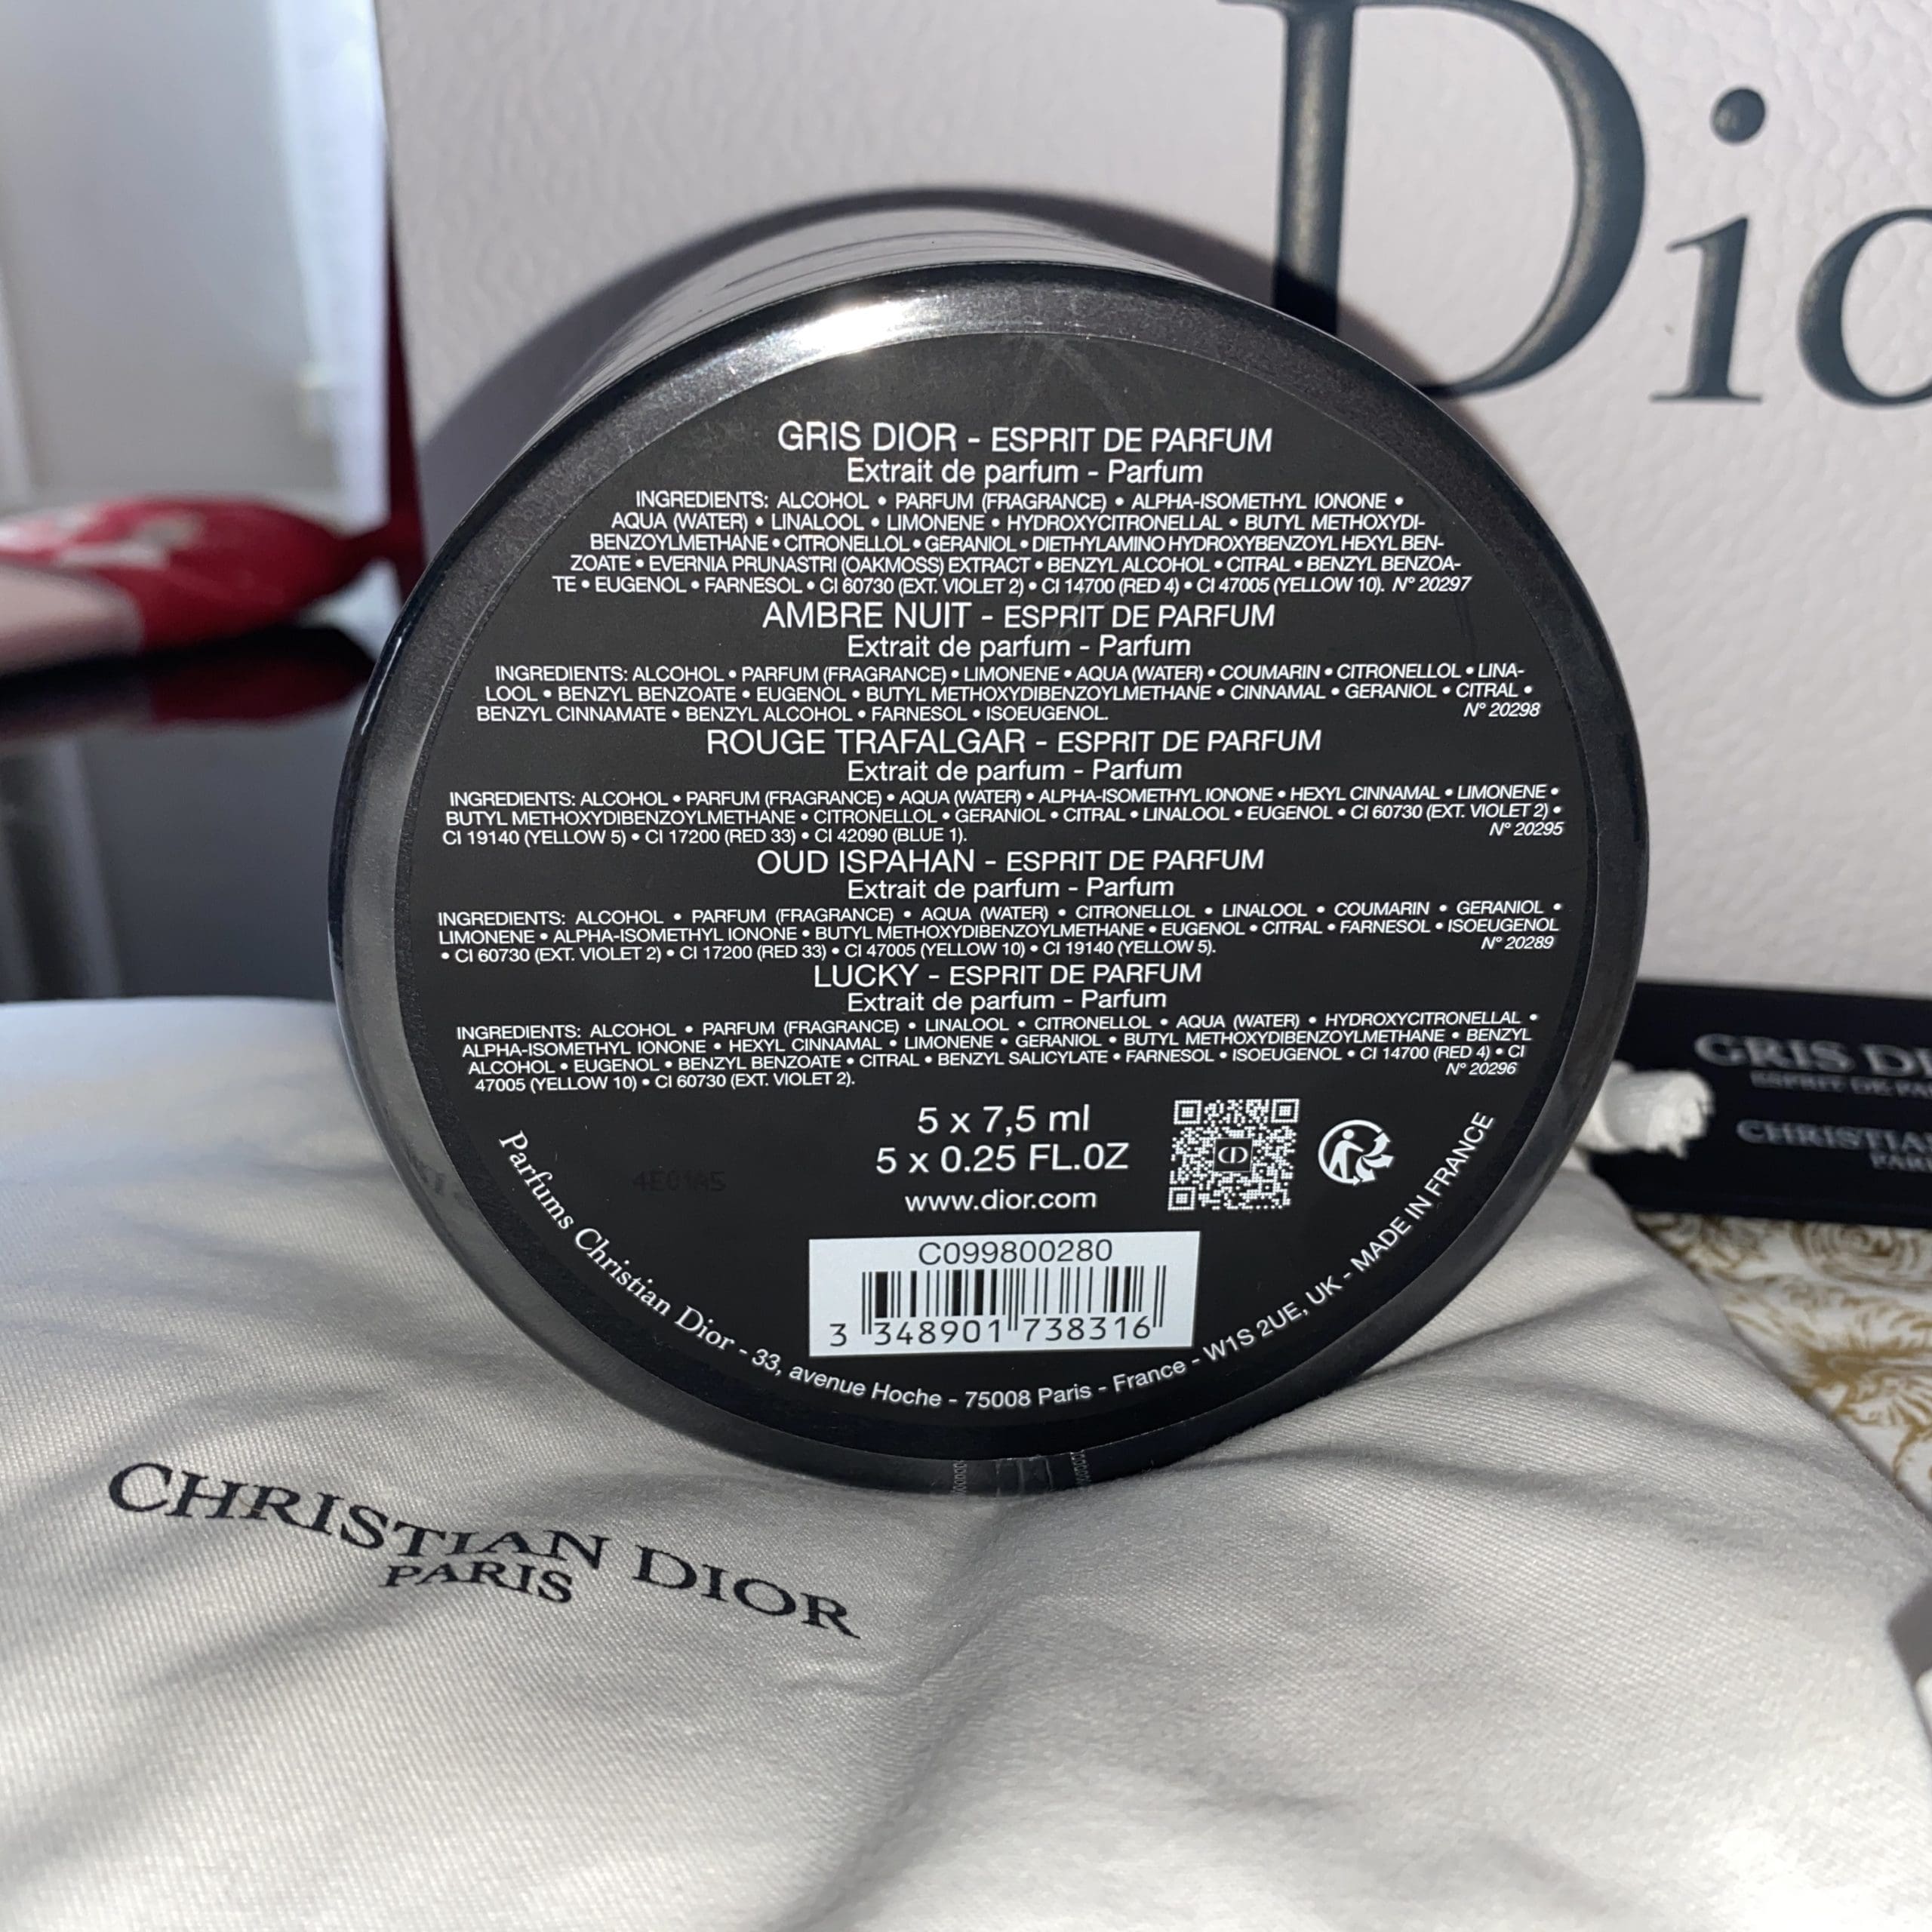 Dio
GRIS DIOR - ESPRIT DE PARFUM
Extrait de parfum - Parfum
INGREDIENTS: ALCOHOL • PARFUM (FRAGRANCE) • ALPHA-ISOMETHYL IONONE •
AQUA (WATER) • LINALOOL • LIMONENE • HYDROXYCITRONELLAL • BUTYL METHOXYDI-
BENZOYLMETHANE • CITRONELLOL • GERANIOL • DIETHYLAMINO HYDROXYBENZOYL HEXYL BEN-
ZOATE • EVERNIA PRUNASTRI (OAKMOSS) EXTRACT • BENZYL ALCOHOL • CITRAL • BENZYL BENZOA-
TE • EUGENOL • FARNESOL • CI 60730 (EXT. VIOLET 2) • CI 14700 (RED 4) • CI 47005 (YELLOW 10). N° 20297
AMBRE NUIT - ESPRIT DE PARFUM
Extrait de parfum - Parfum
INGREDIENTS: ALCOHOL • PARFUM (FRAGRANCE) • LIMONENE • AQUA (WATER) • COUMARIN • CITRONELLOL • LINA-
LOOL • BENZYL BENZOATE • EUGENOL • BUTYL METHOXYDIBENZOYLMETHANE • CINNAMAL • GERANIOL • CITRAL •
BENZYL CINNAMATE • BENZYL ALCOHOL • FARNESOL • ISOEUGENOL. N° 20298
ROUGE TRAFALGAR - ESPRIT DE PARFUM
Extrait de parfum - Parfum
INGREDIENTS: ALCOHOL • PARFUM (FRAGRANCE) • AQUA (WATER) • ALPHA-ISOMETHYL IONONE • HEXYL CINNAMAL • LIMONENE •
BUTYL METHOXYDIBENZOYLMETHANE • CITRONELLOL • GERANIOL • CITRAL • LINALOOL • EUGENOL • CI 60730 (EXT. VIOLET 2) •
CI 19140 (YELLOW 5) • CI 17200 (RED 33) • CI 42090 (BLUE 1). N° 20295
OUD ISPAHAN - ESPRIT DE PARFUM
Extrait de parfum - Parfum
INGREDIENTS: ALCOHOL • PARFUM (FRAGRANCE) • AQUA (WATER) • CITRONELLOL • LINALOOL • COUMARIN • GERANIOL •
LIMONENE • ALPHA-ISOMETHYL IONONE • BUTYL METHOXYDIBENZOYLMETHANE • EUGENOL • CITRAL • FARNESOL • ISOEUGENOL
• CI 60730 (EXT. VIOLET 2) • CI 17200 (RED 33) • CI 47005 (YELLOW 10) • CI 19140 (YELLOW 5). N° 20289
LUCKY - ESPRIT DE PARFUM
Extrait de parfum - Parfum
INGREDIENTS: ALCOHOL • PARFUM (FRAGRANCE) • LINALOOL • CITRONELLOL • AQUA (WATER) • HYDROXYCITRONELLAL •
ALPHA-ISOMETHYL IONONE • HEXYL CINNAMAL • LIMONENE • GERANIOL • BUTYL METHOXYDIBENZOYLMETHANE • BENZYL
ALCOHOL • EUGENOL • BENZYL BENZOATE • CITRAL • BENZYL SALICYLATE • FARNESOL • ISOEUGENOL • CI 14700 (RED 4) • CI
47005 (YELLOW 10) • CI 60730 (EXT. VIOLET 2). N° 20296
5 x 7,5 ml
5 x 0.25 FL.OZ
www.dior.com
CD
C099800280
3 348901 738316
Parfums Christian Dior - 33, avenue Hoche - 75008 Paris - France - W1S 2UE, UK - MADE IN FRANCE
GRIS
ESPRIT DE
CHRISTIA
CHRISTIAN DIOR
PARIS